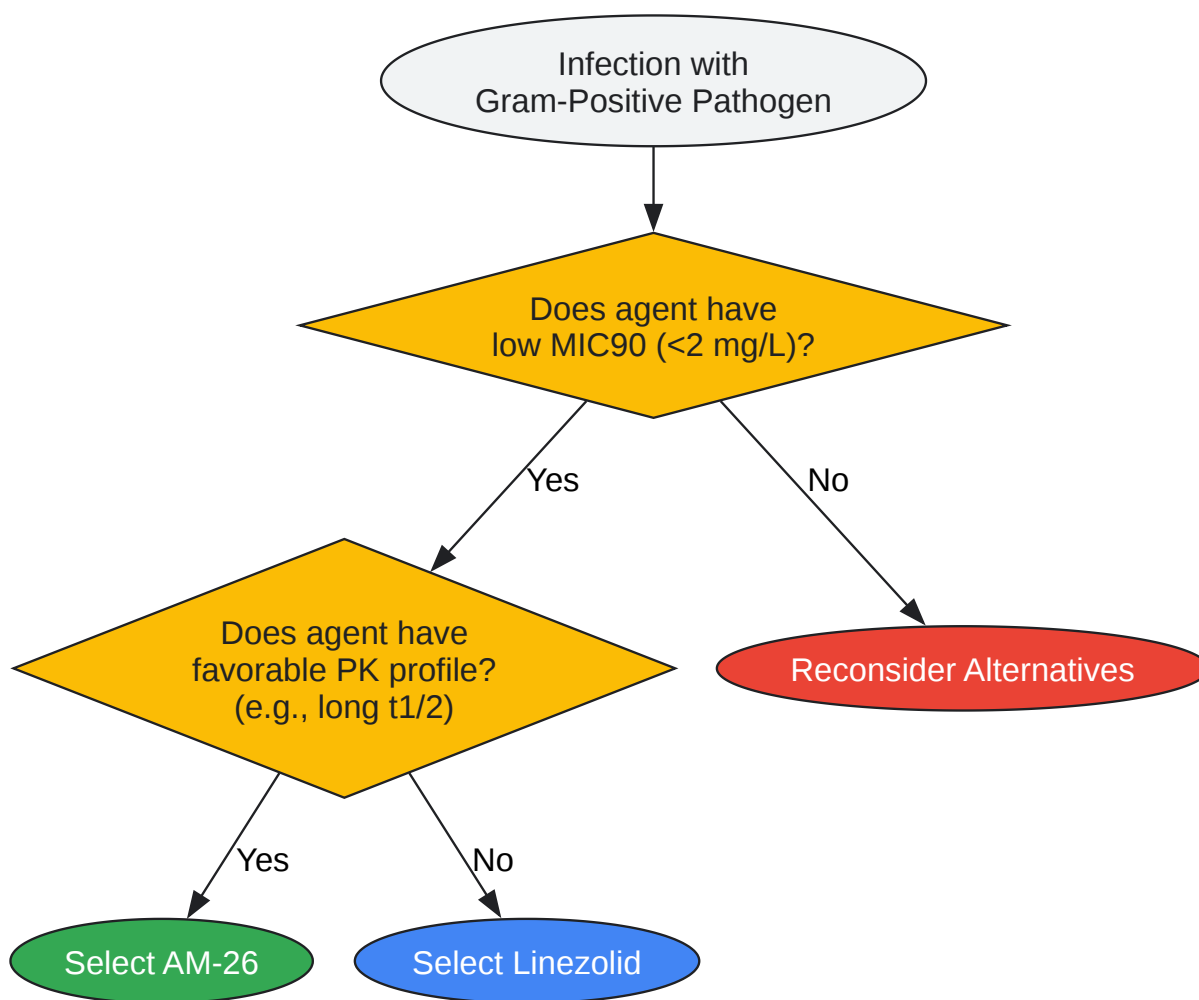 Infection with
Gram-Positive Pathogen
Does agent have
low MIC90 (<2 mg/L)?
Yes
No
Does agent have
favorable PK profile?
(e.g., long t1/2)
Reconsider Alternatives
Yes
No
Select AM-26
Select Linezolid